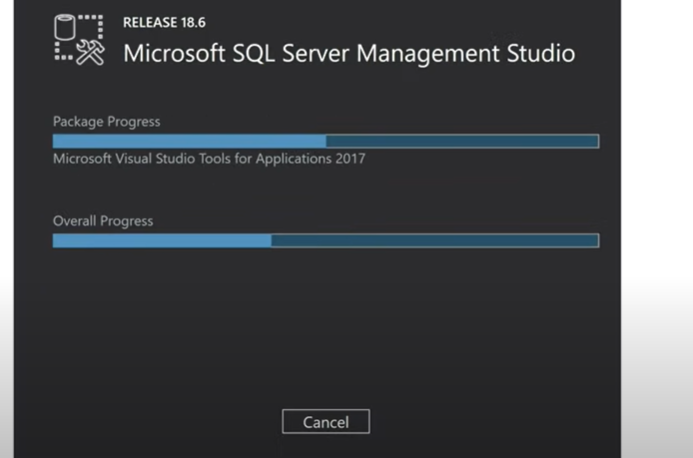 RELEASE 18.6
Microsoft SQL Server Management Studio
Package Progress
Microsoft Visual Studio Tools for Applications 2017
Overall Progress
Cancel